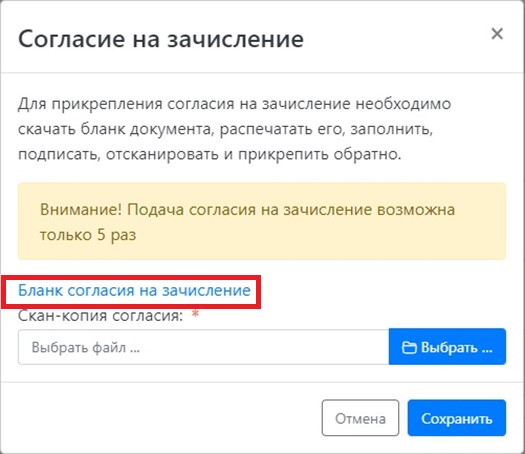 Согласие на зачисление
×
Для прикрепления согласия на зачисление необходимо
скачать бланк документа, распечатать его, заполнить,
подписать, отсканировать и прикрепить обратно.
Внимание! Подача согласия на зачисление возможна
только 5 раз
Бланк согласия на зачисление
Скан-копия согласия: *
Выбрать файл ...
Выбрать ...
Отмена
Сохранить